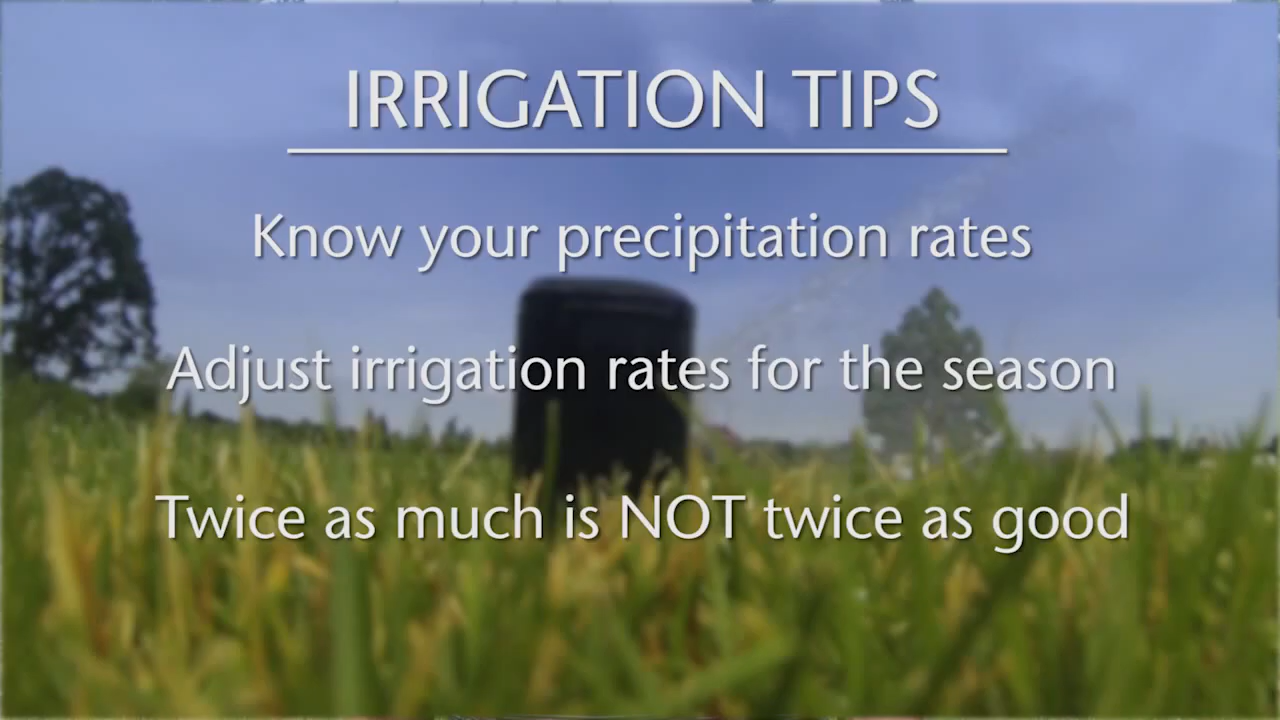 IRRIGATION TIPS
Know your precipitation rates
Adjust irrigation rates for the season
Twice as much is NOT twice as good